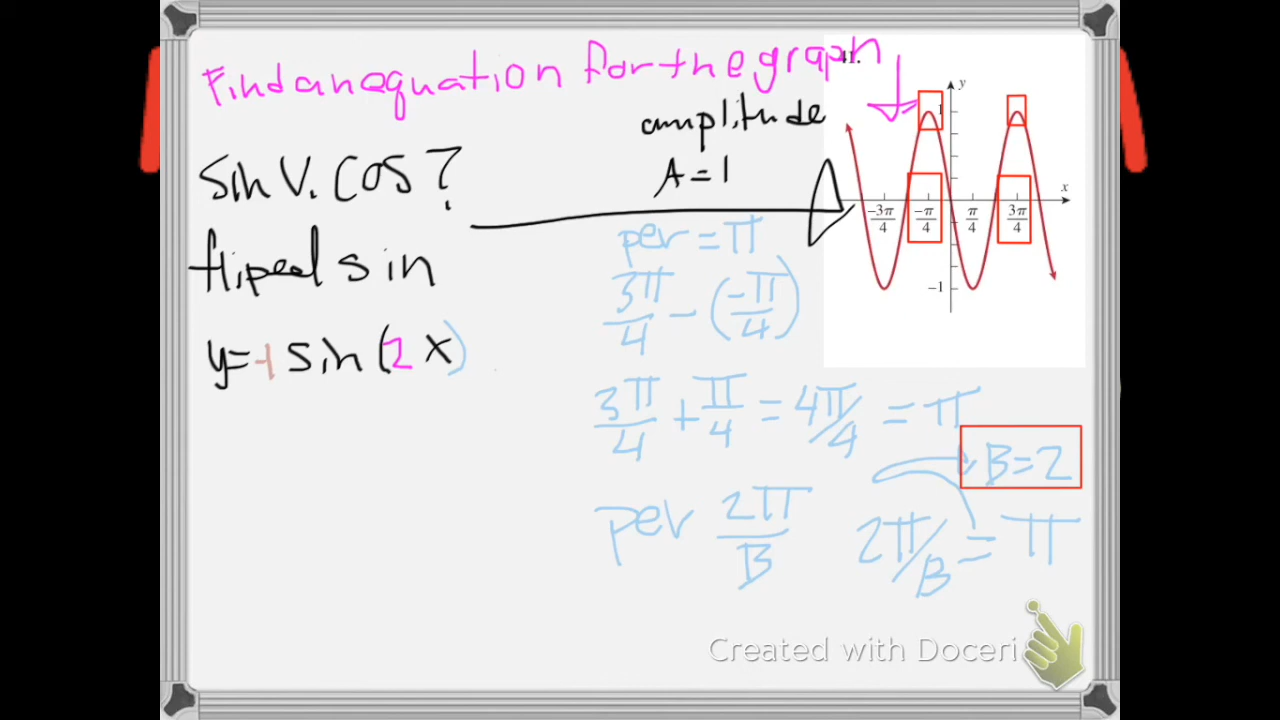 Find an equation for the graph
41.
amplitude
A = 1
sin V. Cos ?
fliped sin
y=-1 sin (2x)
per = π
3π/4 - (-π/4)
3π/4 + π/4 = 4π/4 = π
B=2
per 2π/B
2π/B = π
y
1
x
-3π/4 -π/4 π/4 3π/4
-1
Created with Doceri